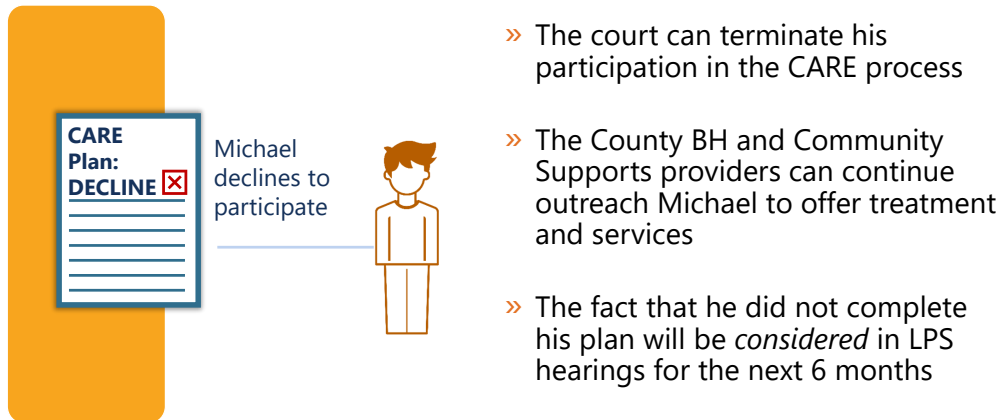 CARE
Plan:
DECLINE
Michael
declines to
participate
» The court can terminate his
participation in the CARE process
» The County BH and Community
Supports providers can continue
outreach Michael to offer treatment
and services
» The fact that he did not complete
his plan will be considered in LPS
hearings for the next 6 months